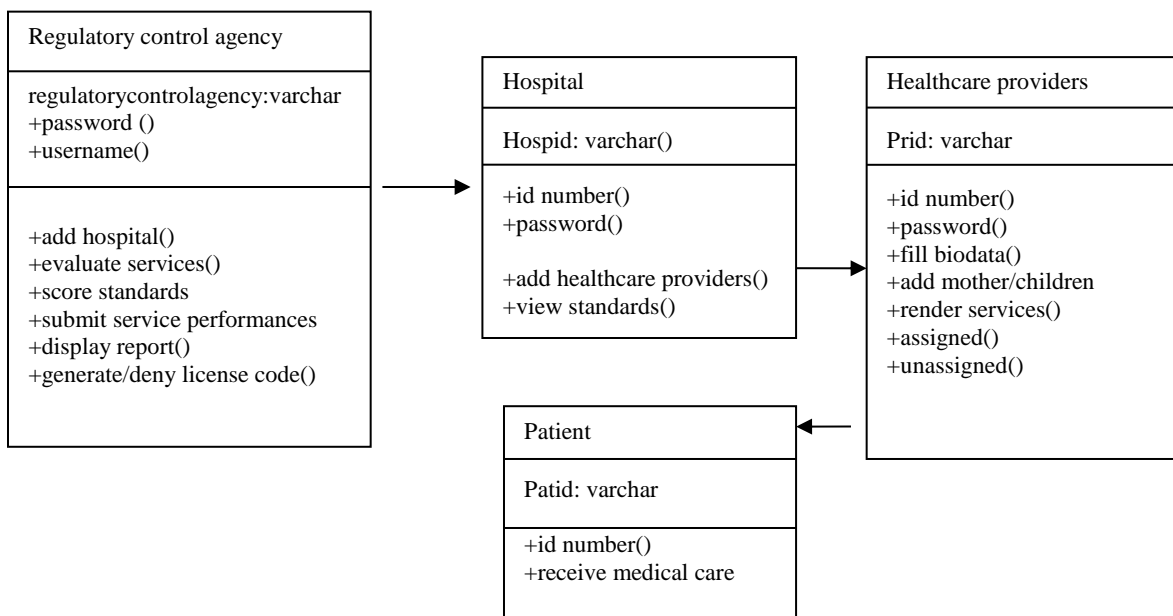 Regulatory control agency
regulatorycontrolagency:varchar
+password ()
+username()
+add hospital()
+evaluate services()
+score standards
+submit service performances
+display report()
+generate/deny license code()
Hospital
Hospid: varchar()
+id number()
+password()
+add healthcare providers()
+view standards()
Healthcare providers
Prid: varchar
+id number()
+password()
+fill biodata()
+add mother/children
+render services()
+assigned()
+unassigned()
Patient
Patid: varchar
+id number()
+receive medical care